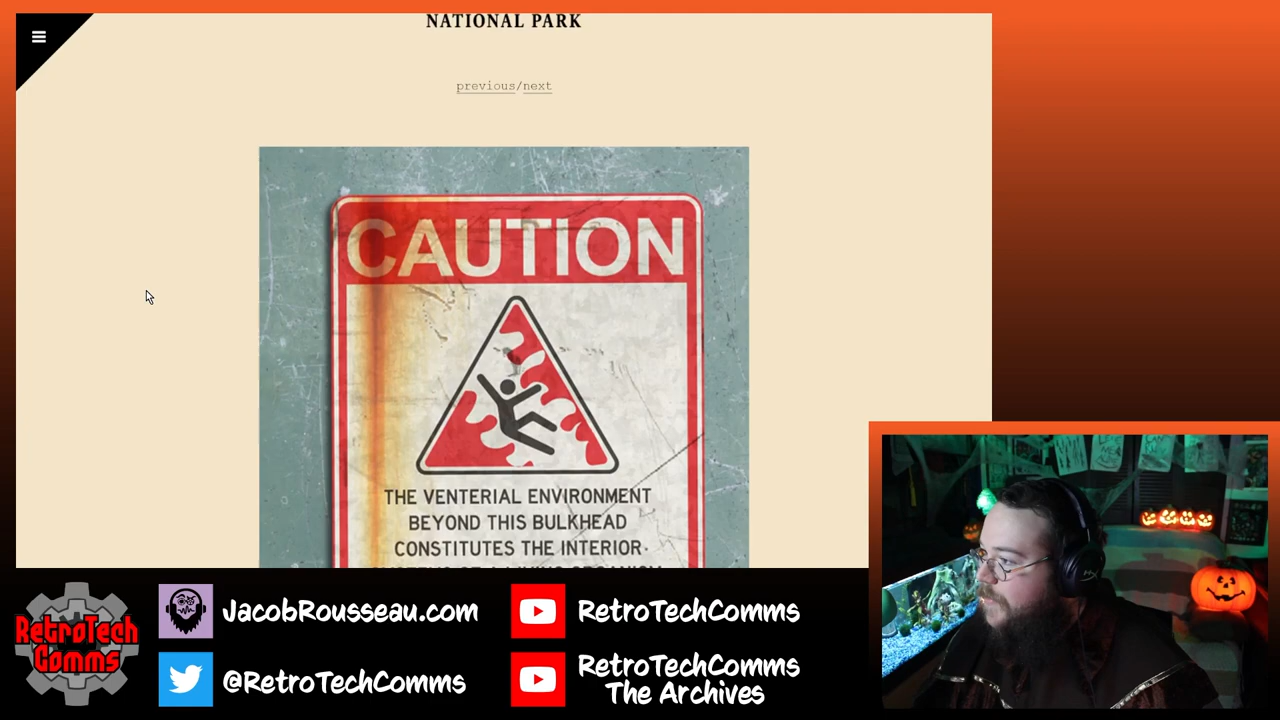 NATIONAL PARK
previous/next
CAUTION
THE VENTERIAL ENVIRONMENT
BEYOND THIS BULKHEAD
CONSTITUTES THE INTERIOR
RetroTech
Comms
JacobRousseau.com
@RetroTechComms
RetroTechComms
RetroTechComms
The Archives